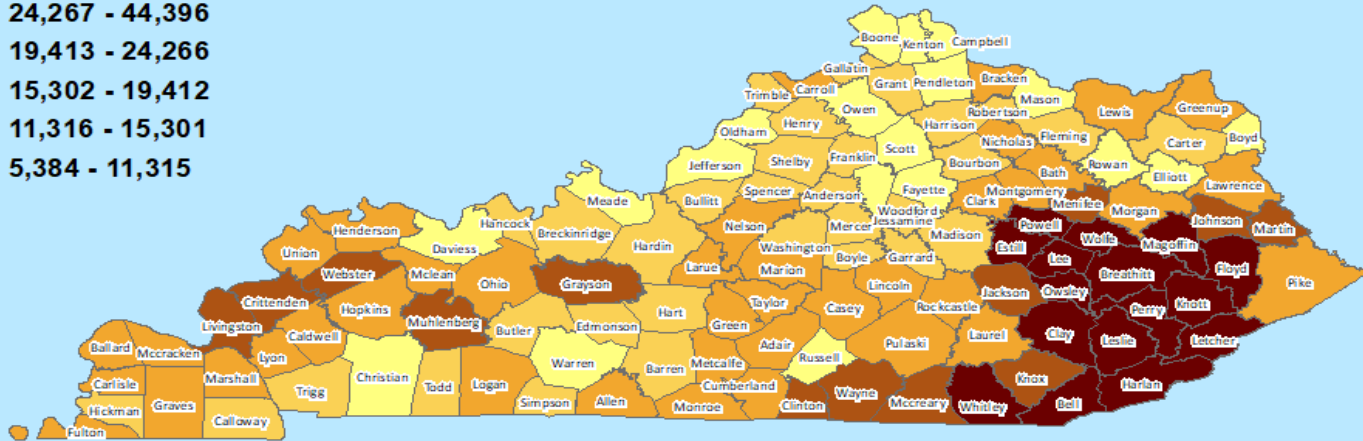 24,267 - 44,396
19,413 - 24,266
15,302 - 19,412
11,316 - 15,301
5,384 - 11,315
Boone
Kenton
Campbell
Gallatin
Grant
Pendleton
Bracken
Trimble
Carroll
Owen
Mason
Robertson
Lewis
Greenup
Oldham
Henry
Harrison
Nicholas
Fleming
Carter
Boyd
Jefferson
Shelby
Franklin
Scott
Bourbon
Bath
Rowan
Elliott
Lawrence
Meade
Bullitt
Spencer
Anderson
Fayette
Woodford
Jessamine
Clark
Montgomery
Menifee
Morgan
Johnson
Martin
Henderson
Daviess
Hancock
Breckinridge
Hardin
Nelson
Washington
Mercer
Madison
Estill
Powell
Wolfe
Magoffin
Floyd
Pike
Union
Webster
Mclean
Ohio
Grayson
Larue
Marion
Boyle
Garrard
Lee
Breathitt
Crittenden
Livingston
Hopkins
Muhlenberg
Butler
Edmonson
Hart
Green
Taylor
Casey
Lincoln
Rockcastle
Jackson
Owsley
Perry
Knott
Ballard
Mccracken
Caldwell
Lyon
Warren
Barren
Metcalfe
Adair
Russell
Pulaski
Laurel
Clay
Leslie
Letcher
Carlisle
Graves
Marshall
Trigg
Christian
Todd
Logan
Simpson
Allen
Monroe
Cumberland
Clinton
Wayne
Mccreary
Whitley
Knox
Bell
Harlan
Hickman
Fulton
Calloway